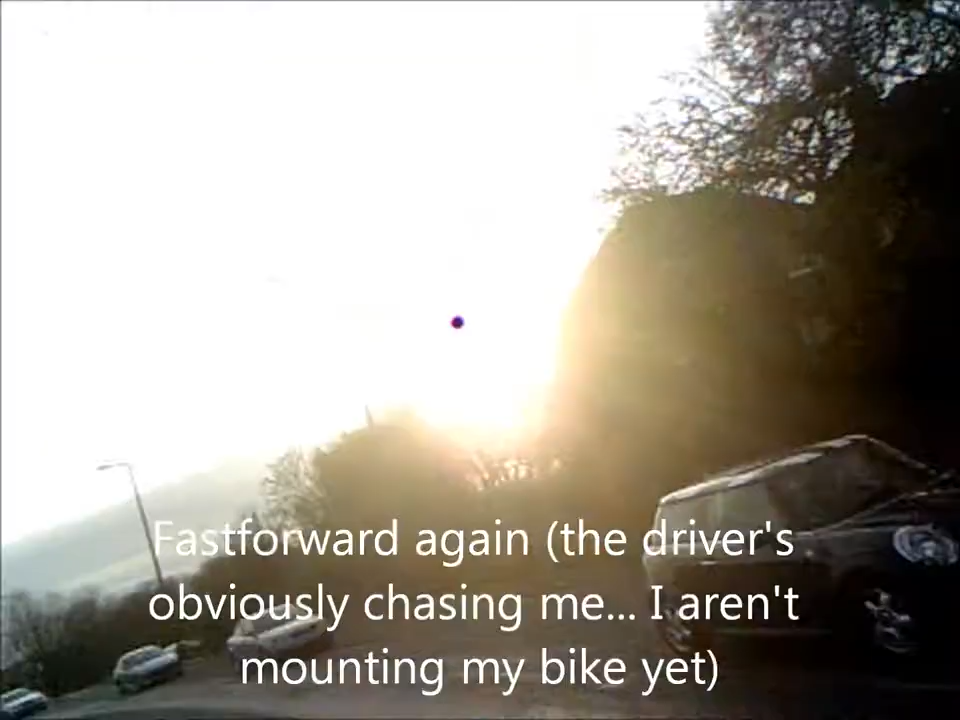 Fastforward again (the driver's
obviously chasing me... I aren't
mounting my bike yet)